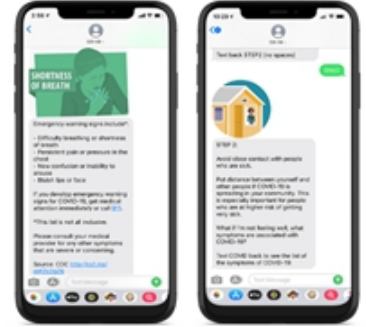 SHORTNESS
OF BREATH
Emergency warning signs include*:
- Difficulty breathing or shortness
of breath
- Persistent pain or pressure in the
chest
- New confusion or inability to
arouse
- Bluish lips or face
If you develop emergency warning
signs for COVID-19, get medical
attention immediately or call 911.
*This list is not all inclusive.
Please consult your medical
provider for any other symptoms
that are severe or concerning.
Source: CDC
Text Message
Text back STEP2 (no spaces)
STEP 2:
Avoid close contact with people
who are sick.
Put distance between yourself and
other people if COVID-19 is
spreading in your community. This
is especially important for people
who are at higher risk of getting
very sick.
What if I'm not feeling well, what
symptoms are associated with
COVID-19?
Text COVID back to see the list of
the symptoms of COVID-19
Text Message